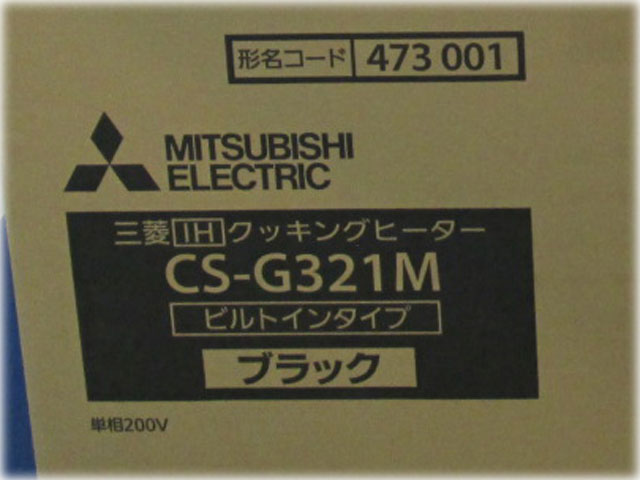 形名コード 473 001
MITSUBISHI
ELECTRIC
三菱IHクッキングヒーター
CS-G321M
ビルトインタイプ
ブラック
単相200V